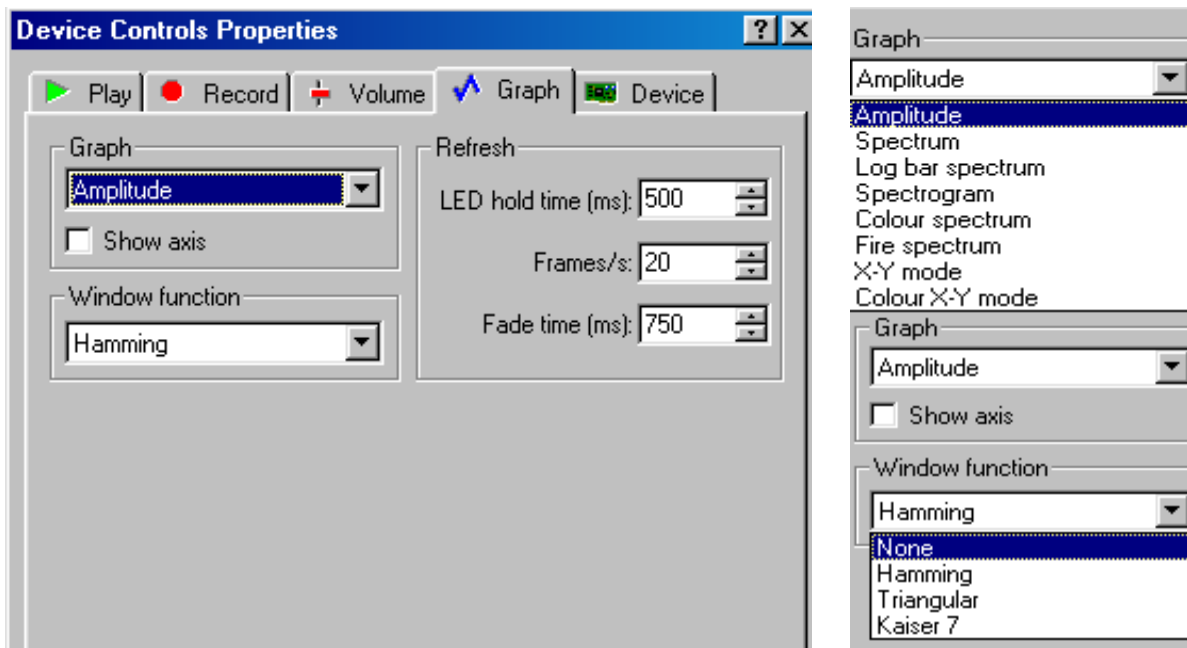 Device Controls Properties
Play Record Volume Graph Device
Graph
Amplitude
Show axis
Window function
Hamming
Refresh
LED hold time (ms): 500
Frames/s: 20
Fade time (ms): 750
Graph
Amplitude
Amplitude
Spectrum
Log bar spectrum
Spectrogram
Colour spectrum
Fire spectrum
X-Y mode
Colour X-Y mode
Graph
Amplitude
Show axis
Window function
Hamming
None
Hamming
Triangular
Kaiser 7